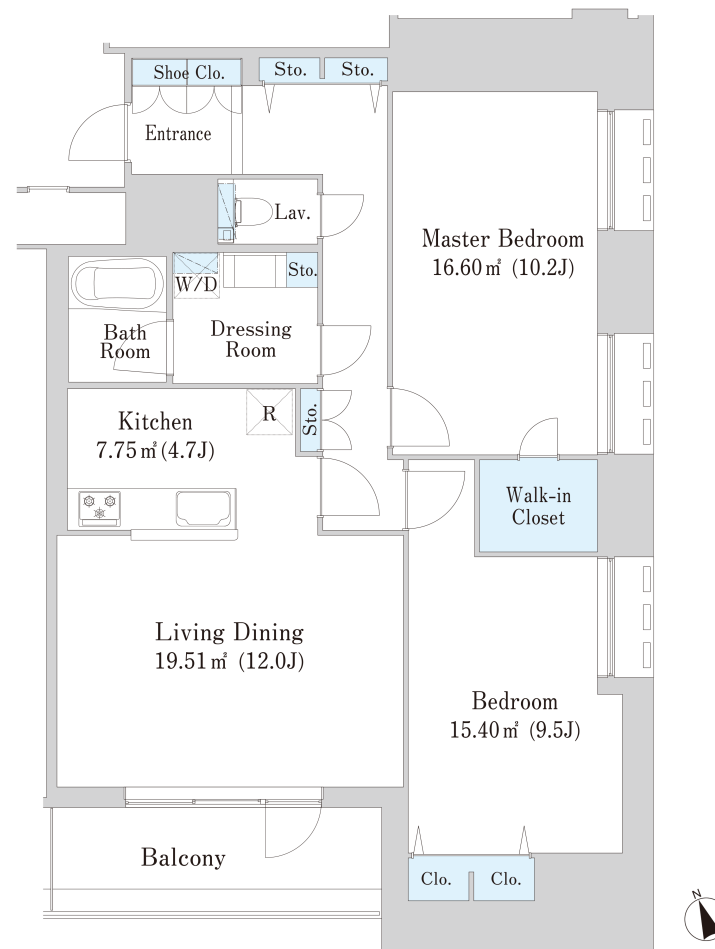 Shoe Clo.
Sto.
Sto.
Entrance
Lav.
Master Bedroom
16.60㎡ (10.2J)
W/D
Sto.
Bath
Room
Dressing
Room
Kitchen
7.75㎡(4.7J)
R
Sto.
Walk-in
Closet
Living Dining
19.51㎡ (12.0J)
Bedroom
15.40㎡ (9.5J)
Balcony
Clo.
Clo.
N